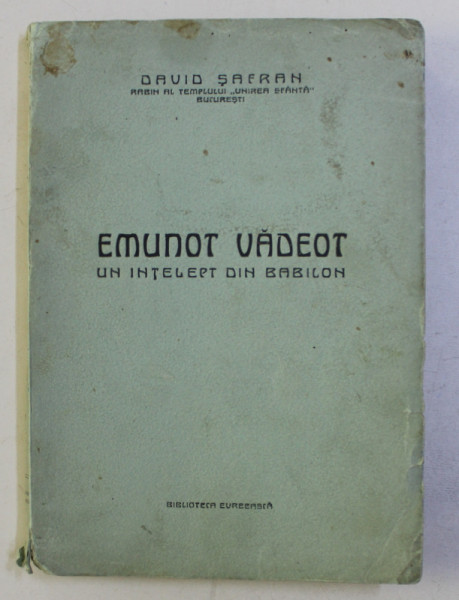 DAVID ŞAFRAN
RABIN AL TEMPLULUI „UNIREA SFÂNTĂ"
BUCUREŞTI
EMUNOT VĂDEOT
UN INŢELEPT DIN BABILON
BIBLIOTECA EVREEASCĂ